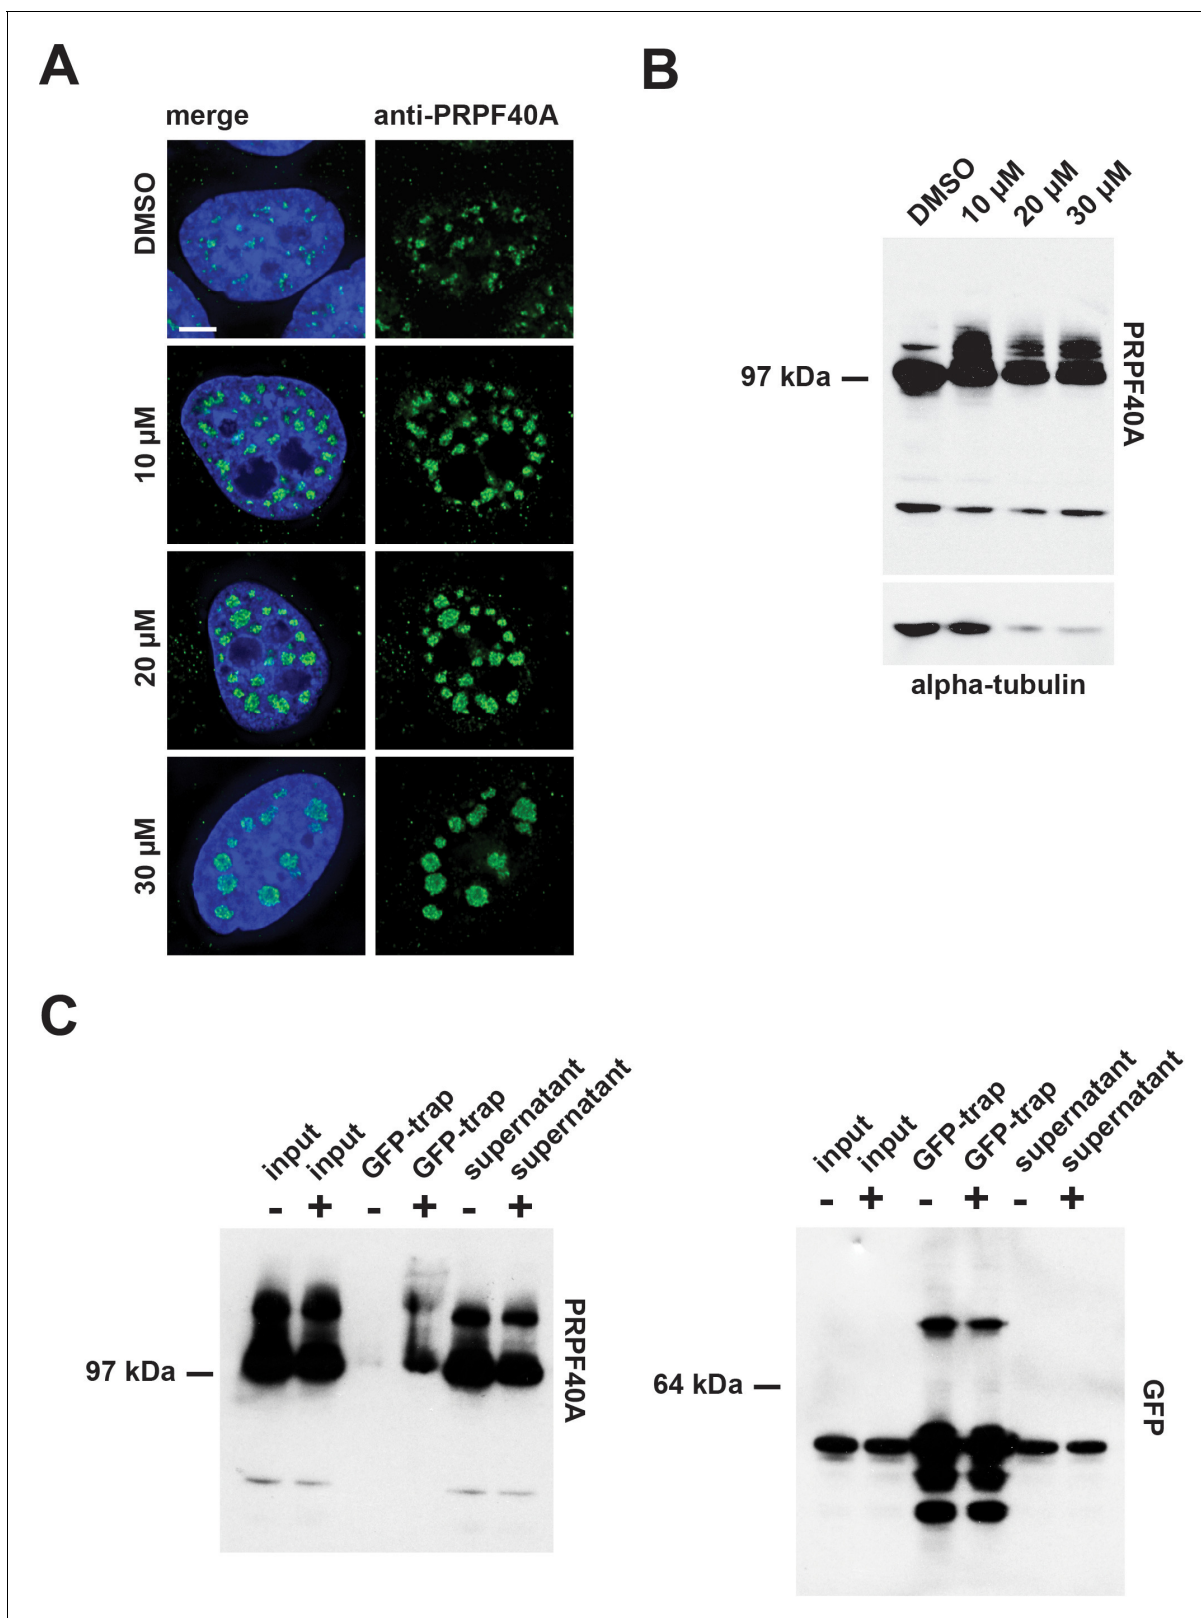 A
merge
anti-PRPF40A
DMSO
10 µM
20 µM
30 µM
B
DMSO
10 µM
20 µM
30 µM
97 kDa
PRPF40A
alpha-tubulin
C
input
input
GFP-trap
GFP-trap
supernatant
supernatant
- + - + - +
97 kDa
PRPF40A
input
input
GFP-trap
GFP-trap
supernatant
supernatant
- + - + - +
64 kDa
GFP